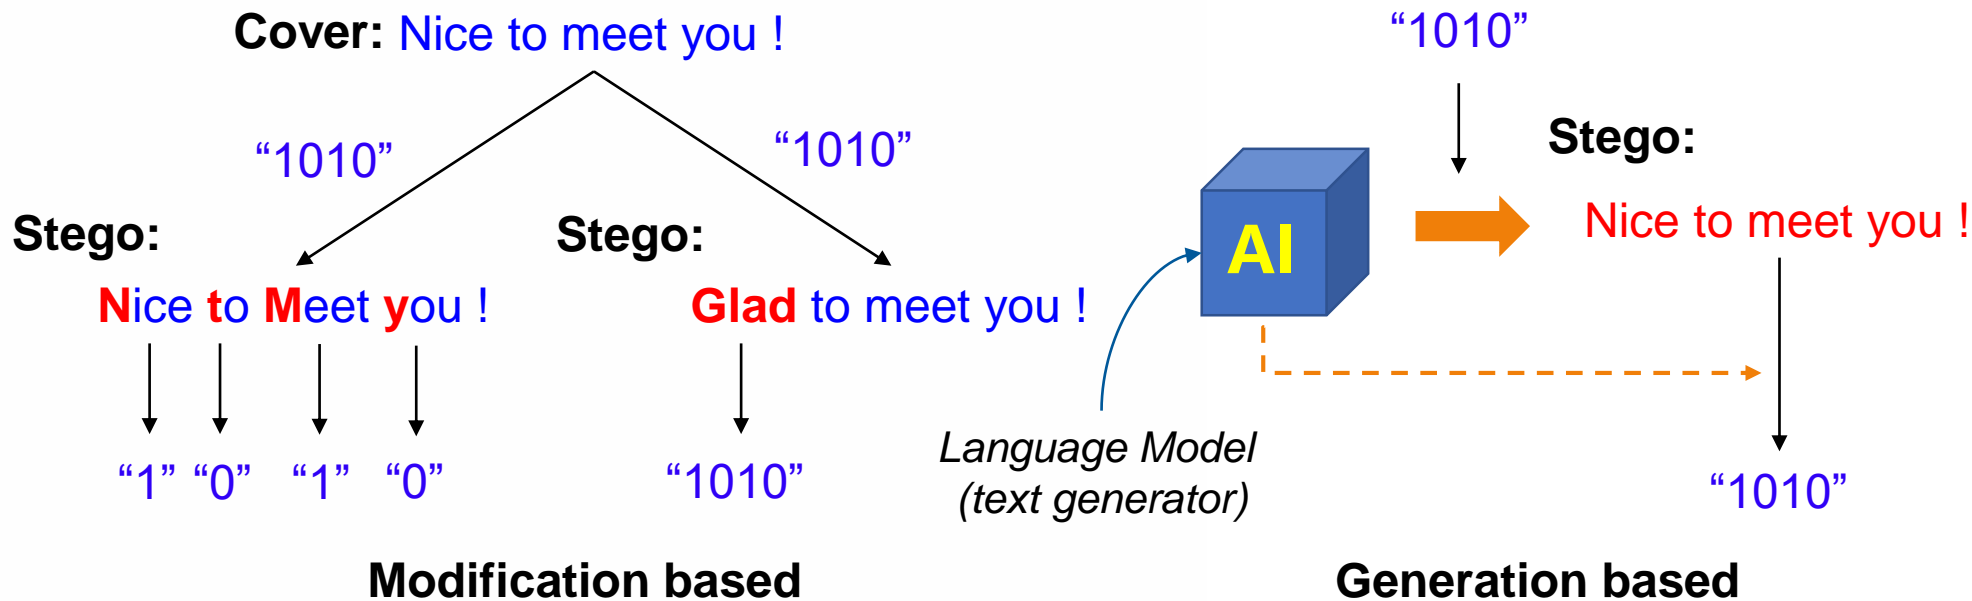 Cover: Nice to meet you !
“1010” “1010”
Stego: Stego:
Nice to Meet you ! Glad to meet you !
“1” “0” “1” “0” “1010”
Modification based
“1010”
Stego:
AI
Nice to meet you !
Language Model
(text generator)
“1010”
Generation based